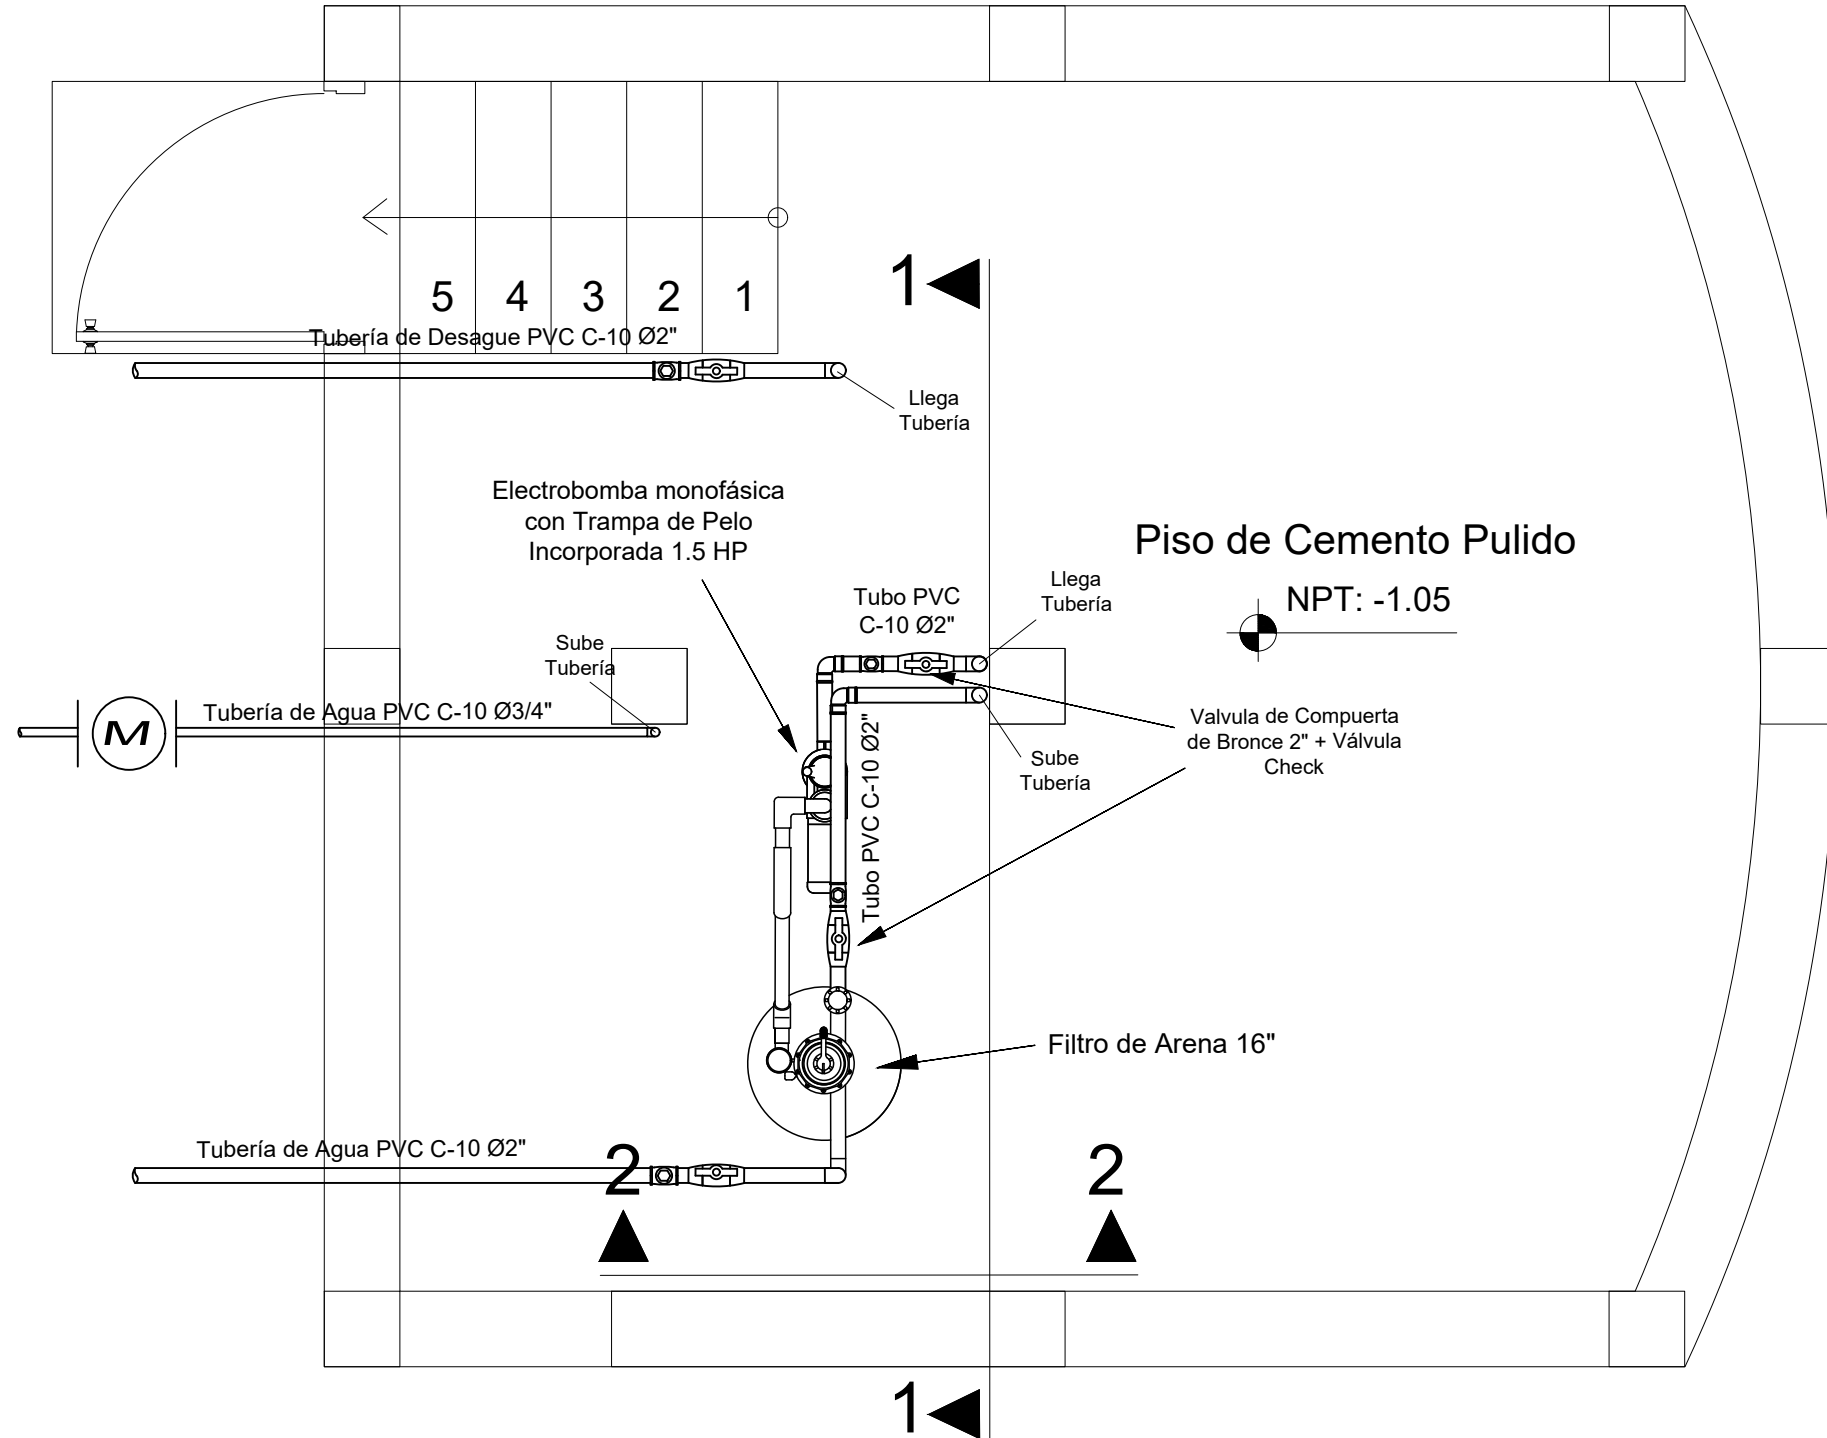 1
5 4 3 2 1
Tubería de Desague PVC C-10 Ø2"
Llega
Tubería
Electrobomba monofásica
con Trampa de Pelo
Incorporada 1.5 HP
Piso de Cemento Pulido
NPT: -1.05
Tubo PVC
C-10 Ø2"
Llega
Tubería
Sube
Tubería
M
Tubería de Agua PVC C-10 Ø3/4"
Tubo PVC C-10 Ø2"
Sube
Tubería
Valvula de Compuerta
de Bronce 2" + Válvula
Check
Filtro de Arena 16"
Tubería de Agua PVC C-10 Ø2"
2
2
1